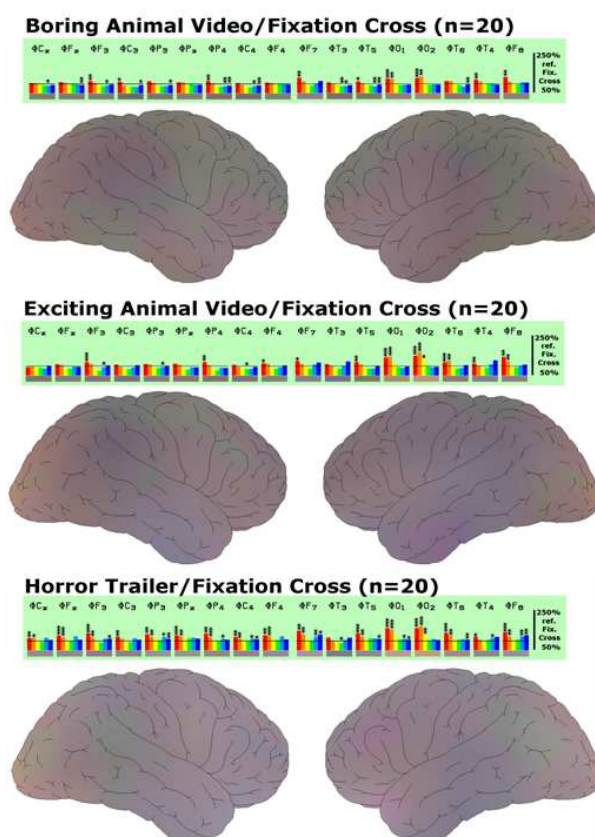 Boring Animal Video/Fixation Cross (n=20)
ΦCz ΦFz ΦF3 ΦC3 ΦP3 ΦPz ΦP4 ΦC4 ΦF4 ΦF7 ΦT3 ΦT5 ΦO1 ΦO2 ΦT6 ΦT4 ΦF8
250%
ref.
Fix.
Cross
50%
Exciting Animal Video/Fixation Cross (n=20)
ΦCz ΦFz ΦF3 ΦC3 ΦP3 ΦPz ΦP4 ΦC4 ΦF4 ΦF7 ΦT3 ΦT5 ΦO1 ΦO2 ΦT6 ΦT4 ΦF8
250%
ref.
Fix.
Cross
50%
Horror Trailer/Fixation Cross (n=20)
ΦCz ΦFz ΦF3 ΦC3 ΦP3 ΦPz ΦP4 ΦC4 ΦF4 ΦF7 ΦT3 ΦT5 ΦO1 ΦO2 ΦT6 ΦT4 ΦF8
250%
ref.
Fix.
Cross
50%